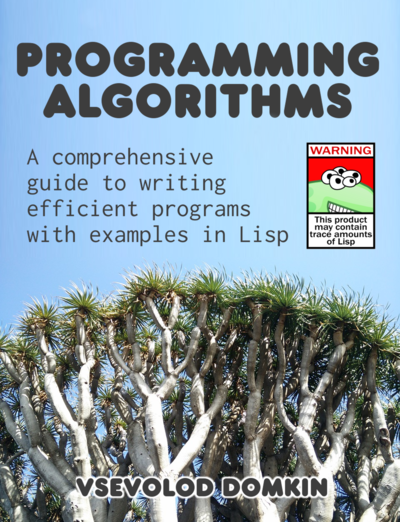 PROGRAMMING
ALGORITHMS
A comprehensive
guide to writing
efficient programs
with examples in Lisp
WARNING
This product
may contain
trace amounts
of Lisp
VSEVOLOD DOMKIN